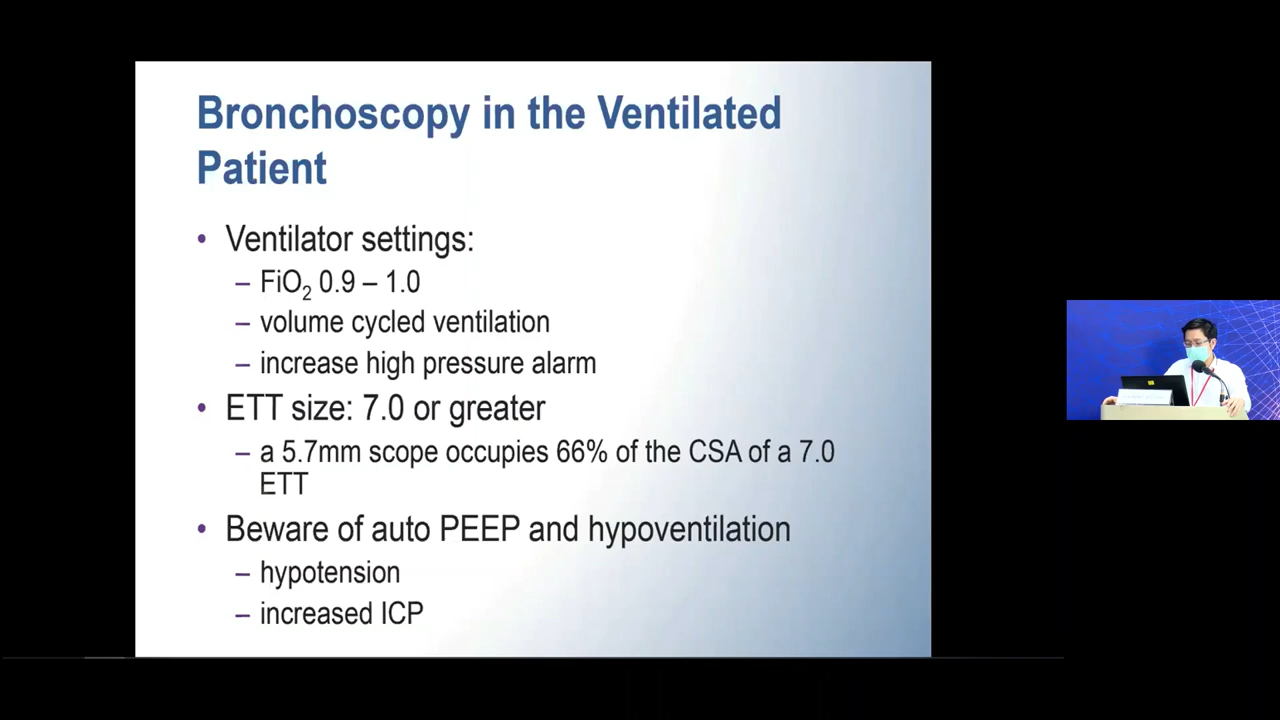 Bronchoscopy in the Ventilated
Patient
• Ventilator settings:
– FiO₂ 0.9 – 1.0
– volume cycled ventilation
– increase high pressure alarm
• ETT size: 7.0 or greater
– a 5.7mm scope occupies 66% of the CSA of a 7.0
ETT
• Beware of auto PEEP and hypoventilation
– hypotension
– increased ICP